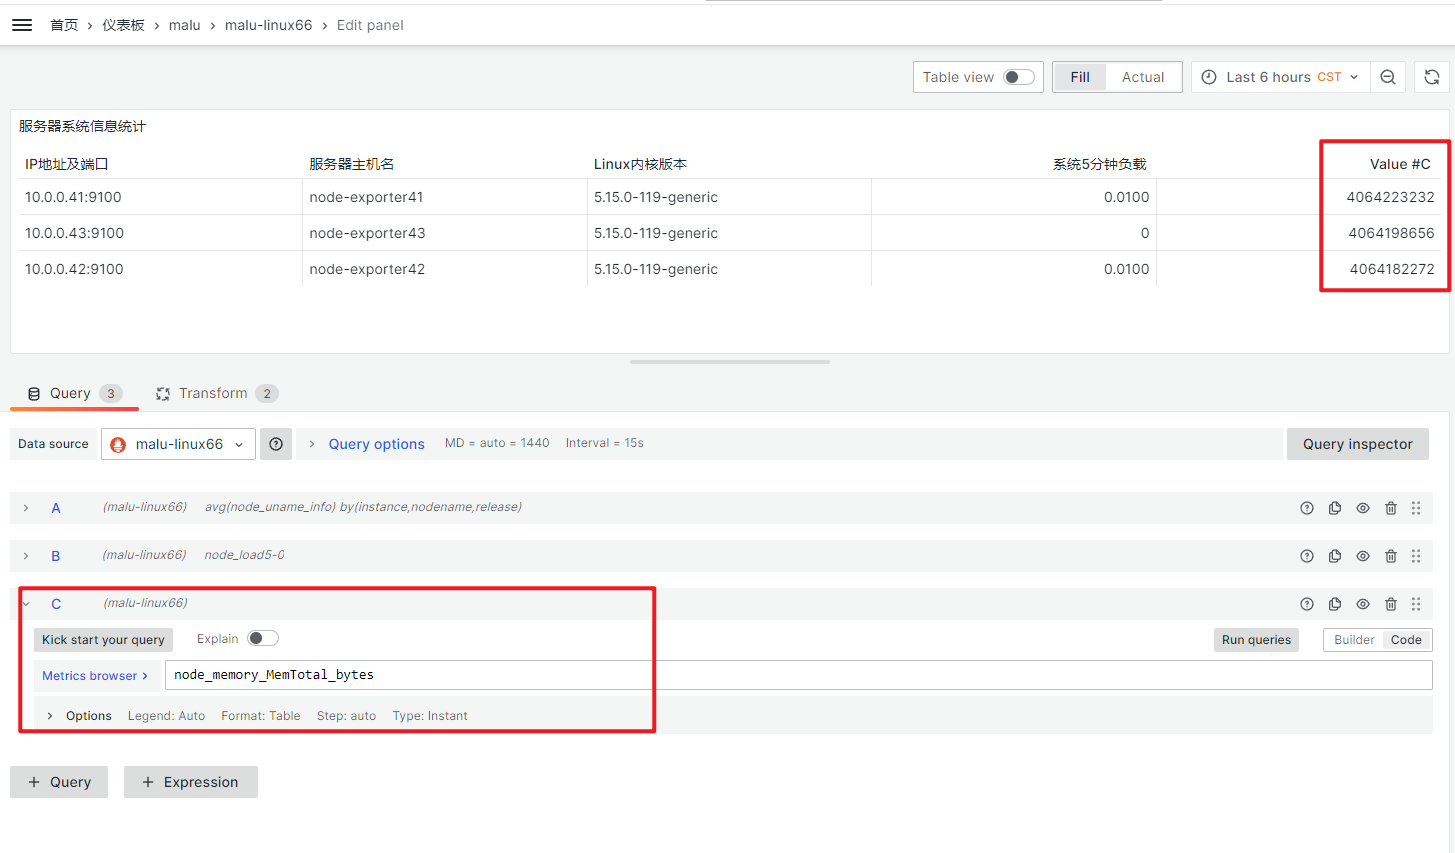 首页 › 仪表板 › malu › malu-linux66 › Edit panel
Table view Fill Actual Last 6 hours CST
服务器系统信息统计
IP地址及端口 服务器主机名 Linux内核版本 系统5分钟负载 Value #C
10.0.0.41:9100 node-exporter41 5.15.0-119-generic 0.0100 4064223232
10.0.0.43:9100 node-exporter43 5.15.0-119-generic 0 4064198656
10.0.0.42:9100 node-exporter42 5.15.0-119-generic 0.0100 4064182272
Query 3 Transform 2
Data source malu-linux66 Query options MD = auto = 1440 Interval = 15s Query inspector
A (malu-linux66) avg(node_uname_info) by(instance,nodename,release)
B (malu-linux66) node_load5-0
C (malu-linux66)
Kick start your query Explain Run queries Builder Code
Metrics browser › node_memory_MemTotal_bytes
Options Legend: Auto Format: Table Step: auto Type: Instant
+ Query + Expression